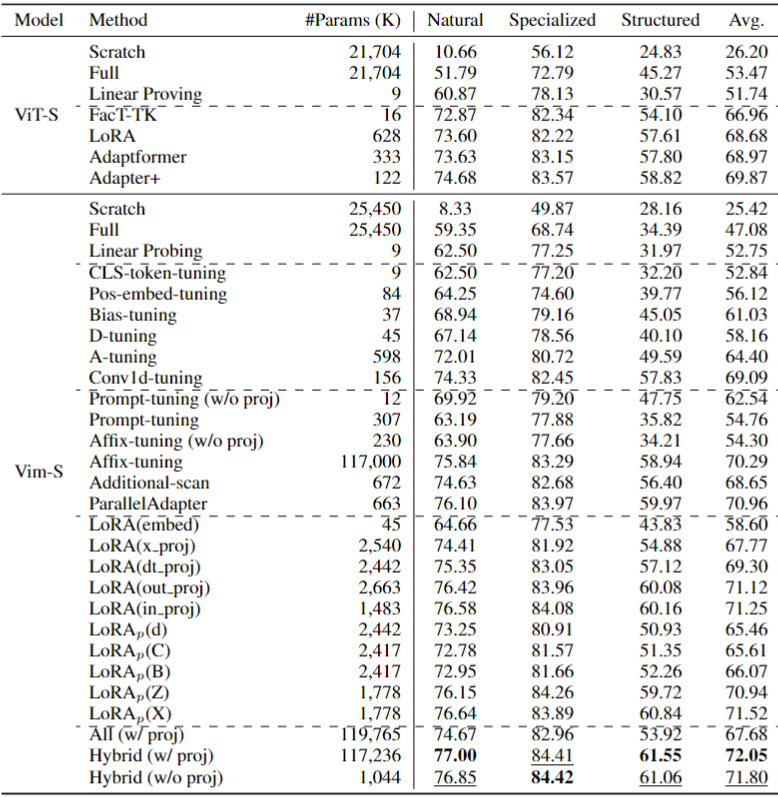 Model Method #Params (K) Natural Specialized Structured Avg.
Scratch 21,704 10.66 56.12 24.83 26.20
Full 21,704 51.79 72.79 45.27 53.47
Linear Proving 9 60.87 78.13 30.57 51.74
ViT-S FacT-TK 16 72.87 82.34 54.10 66.96
LoRA 628 73.60 82.22 57.61 68.68
Adaptformer 333 73.63 83.15 57.80 68.97
Adapter+ 122 74.68 83.57 58.82 69.87
Scratch 25,450 8.33 49.87 28.16 25.42
Full 25,450 59.35 68.74 34.39 47.08
Linear Probing 9 62.50 77.25 31.97 52.75
CLS-token-tuning 9 62.50 77.20 32.20 52.84
Pos-embed-tuning 84 64.25 74.60 39.77 56.12
Bias-tuning 37 68.94 79.16 45.05 61.03
D-tuning 45 67.14 78.56 40.10 58.16
A-tuning 598 72.01 80.72 49.59 64.40
Conv1d-tuning 156 74.33 82.45 57.83 69.09
Prompt-tuning (w/o proj) 12 69.92 79.20 47.75 62.54
Prompt-tuning 307 63.19 77.88 35.82 54.76
Affix-tuning (w/o proj) 230 63.90 77.66 34.21 54.30
Vim-S Affix-tuning 117,000 75.84 83.29 58.94 70.29
Additional-scan 672 74.63 82.68 56.40 68.65
ParallelAdapter 663 76.10 83.97 59.97 70.96
LoRA(embed) 45 64.66 77.53 43.83 58.60
LoRA(x_proj) 2,540 74.41 81.92 54.88 67.77
LoRA(dt_proj) 2,442 75.35 83.05 57.12 69.30
LoRA(out_proj) 2,663 76.42 83.96 60.08 71.12
LoRA(in_proj) 1,483 76.58 84.08 60.16 71.25
LoRAp(d) 2,442 73.25 80.91 50.93 65.46
LoRAp(C) 2,417 72.78 81.57 51.35 65.61
LoRAp(B) 2,417 72.95 81.66 52.26 66.07
LoRAp(Z) 1,778 76.15 84.26 59.72 70.94
LoRAp(X) 1,778 76.64 83.89 60.84 71.52
All (w/ proj) 119,765 74.67 82.96 53.92 67.68
Hybrid (w/ proj) 117,236 77.00 84.41 61.55 72.05
Hybrid (w/o proj) 1,044 76.85 84.42 61.06 71.80